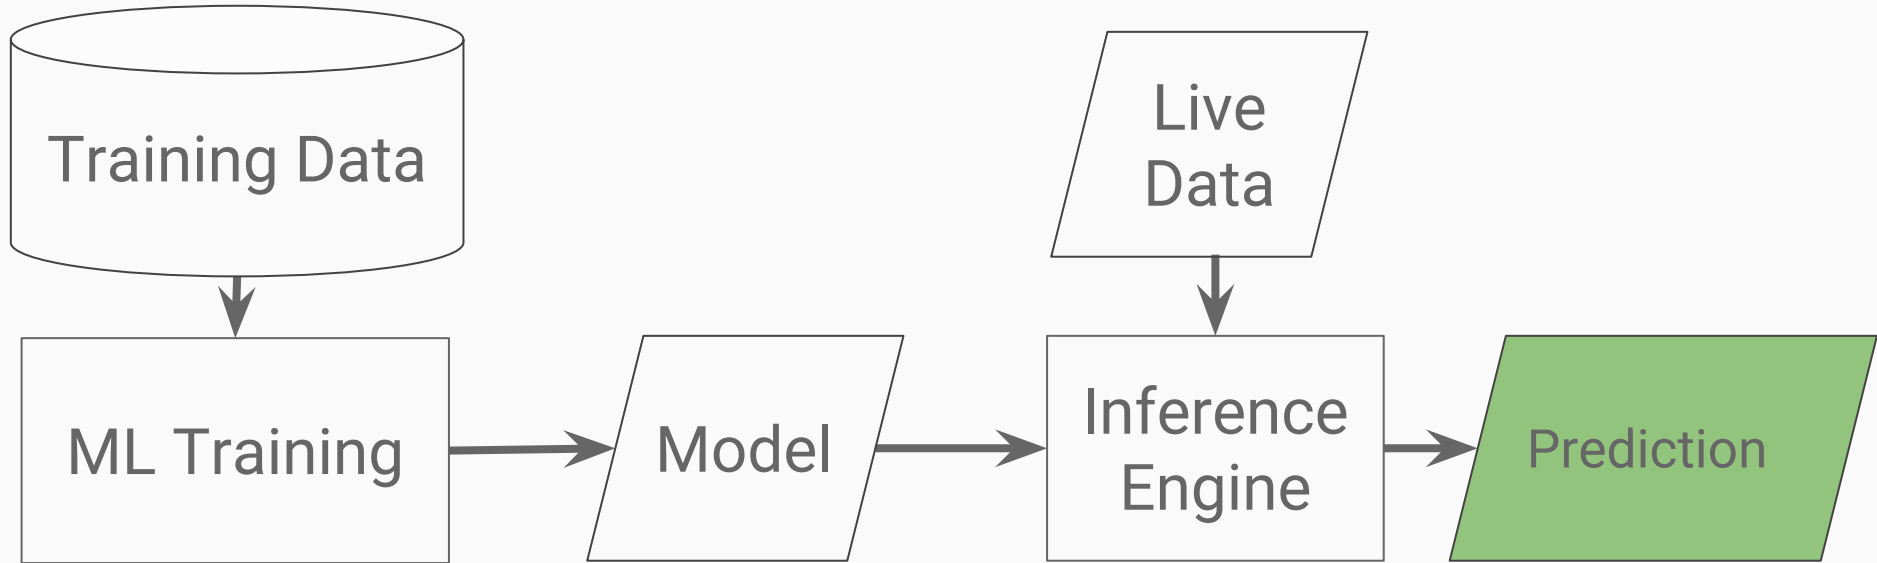 Training Data
Live
Data
ML Training
Model
Inference
Engine
Prediction